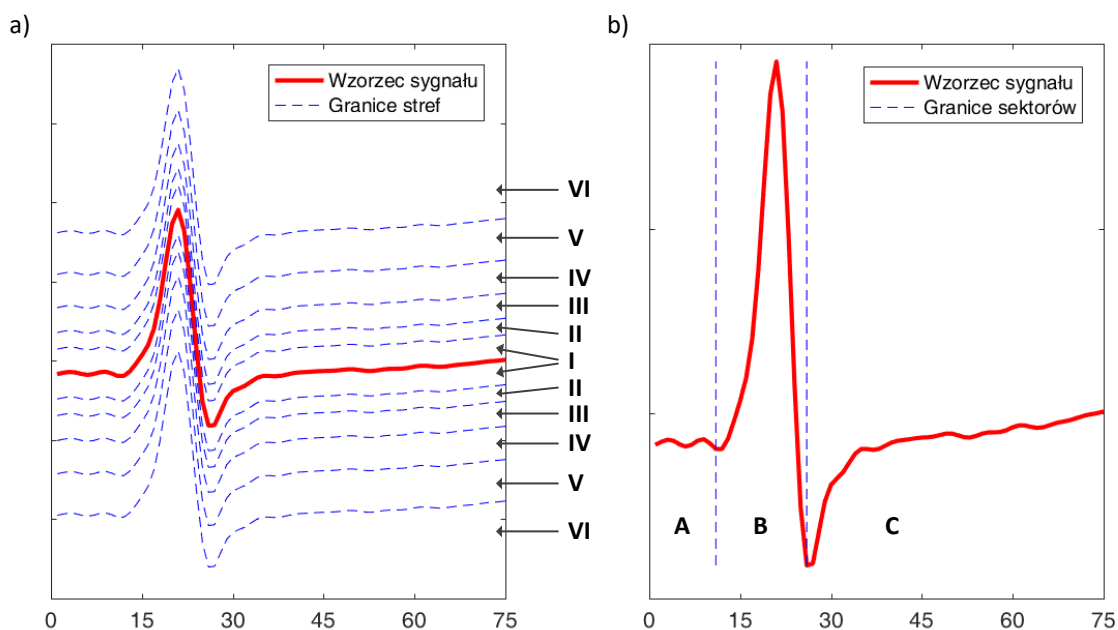 a)
Wzorzec sygnału
Granice stref
VI
V
IV
III
II
I
II
III
IV
V
VI
0 15 30 45 60 75
b)
Wzorzec sygnału
Granice sektorów
A B C
0 15 30 45 60 75